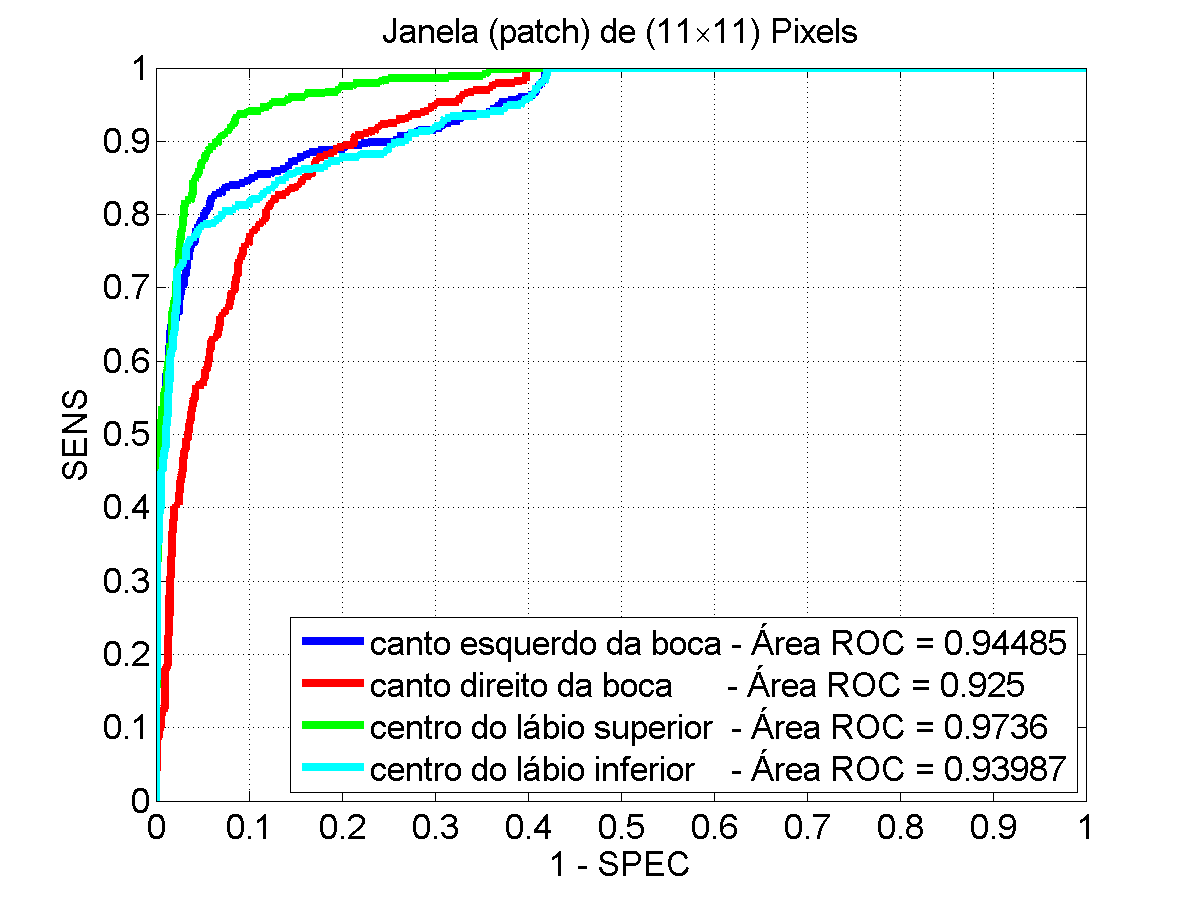 Janela (patch) de (11×11) Pixels
1
0.9
0.8
0.7
0.6
0.5
0.4
0.3
0.2
0.1
0
SENS
canto esquerdo da boca - Área ROC = 0.94485
canto direito da boca - Área ROC = 0.925
centro do lábio superior - Área ROC = 0.9736
centro do lábio inferior - Área ROC = 0.93987
0 0.1 0.2 0.3 0.4 0.5 0.6 0.7 0.8 0.9 1
1 - SPEC